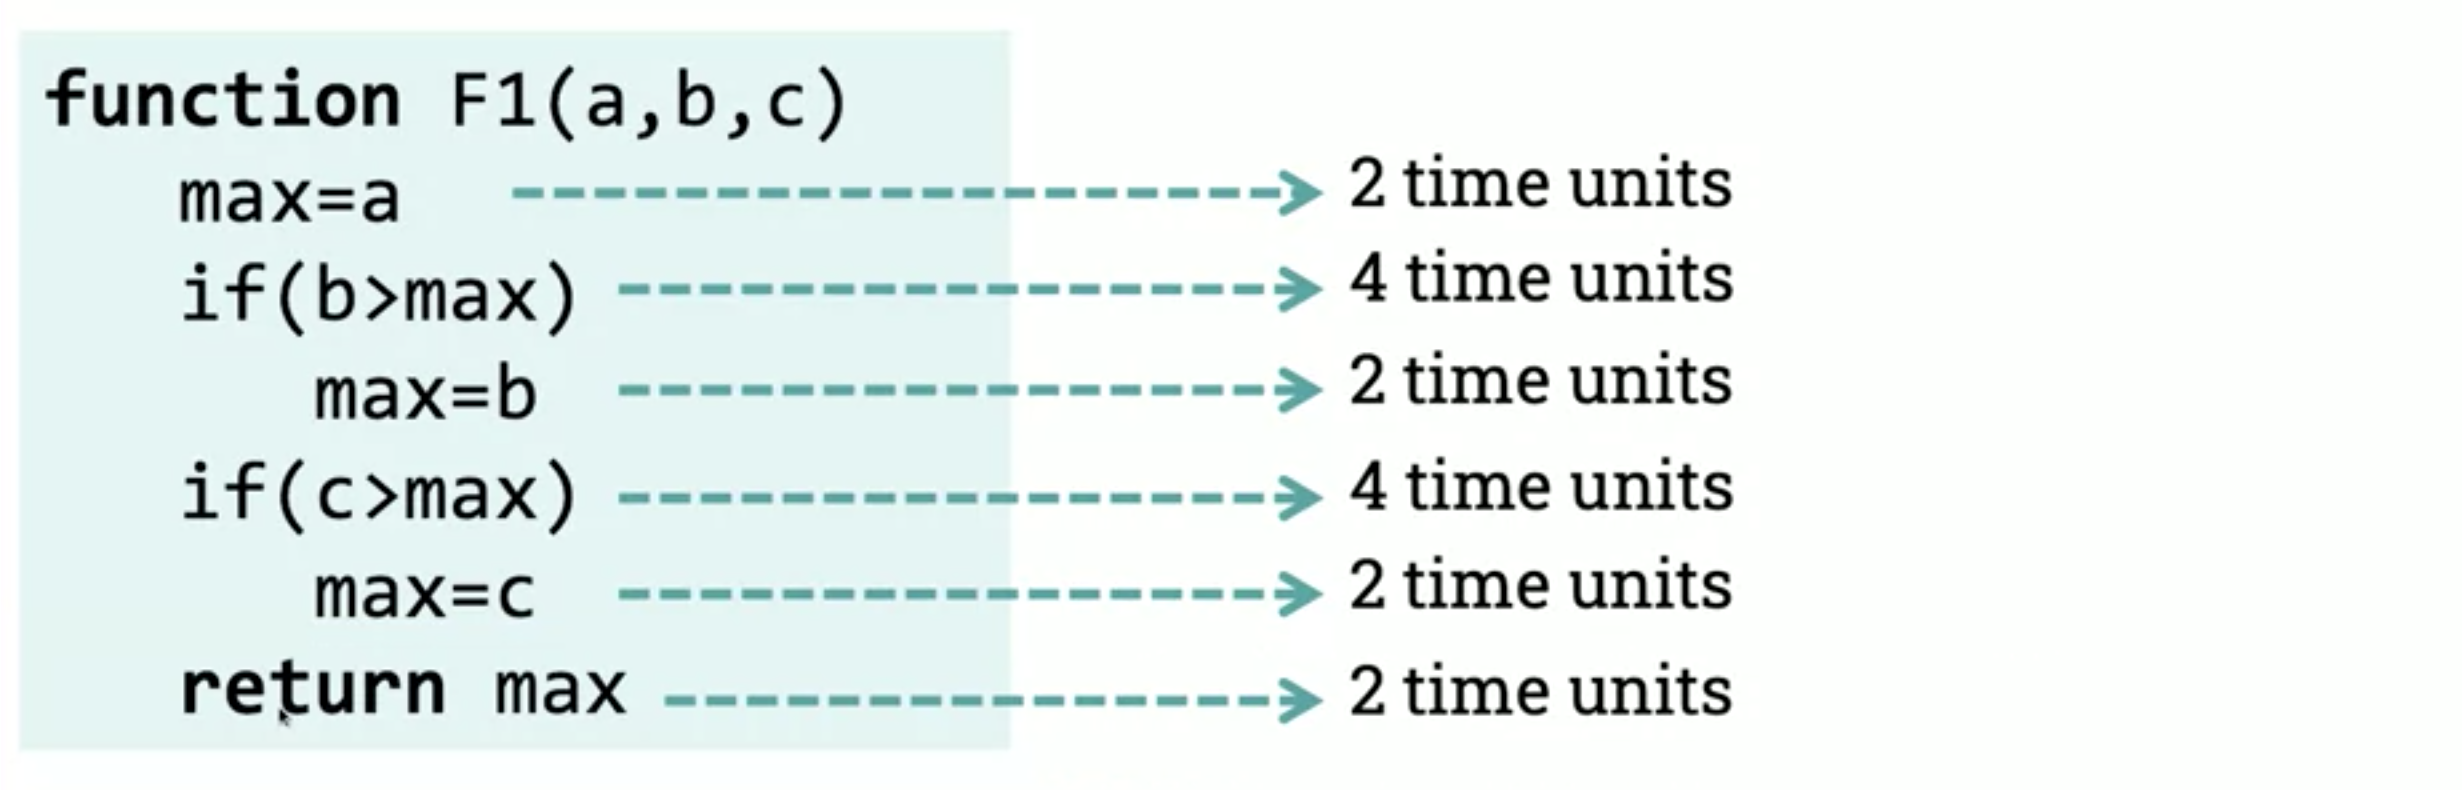 function F1(a,b,c)
max=a 2 time units
if(b>max) 4 time units
max=b 2 time units
if(c>max) 4 time units
max=c 2 time units
return max 2 time units